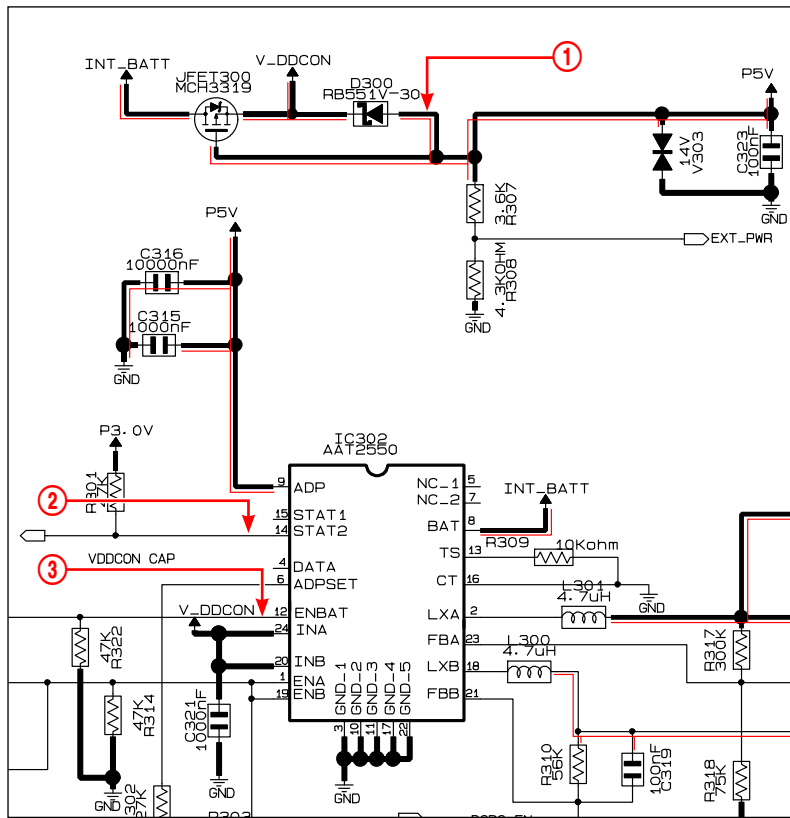 1
INT_BATT
V_DDCON
JFET300
MCH3319
D300
RB551V-30
P5V
14V
V303
C323
100nF
GND
3.6K
R307
EXT_PWR
4.3KOHM
R308
GND
P5V
C316
10000nF
C315
1000nF
GND
P3.0V
IC302
AAT2550
2
9 ADP
15 STAT1
14 STAT2
4 DATA
6 ADPSET
12 ENBAT
24 INA
20 INB
1 ENA
19 ENB
NC_1 5
NC_2 7
BAT 8
TS 13
CT 16
LXA 2
FBA 23
LXB 18
FBB 21
GND_1
GND_2
GND_3
GND_4
GND_5
3
10
11
17
22
GND
INT_BATT
R309
10Kohm
GND
L301
4.7uH
L300
4.7uH
R317
300K
R310
56K
100nF
C319
R318
75K
VDDCON CAP
3
V_DDCON
47K
R322
47K
R314
C321
1000nF
GND
GND
27K